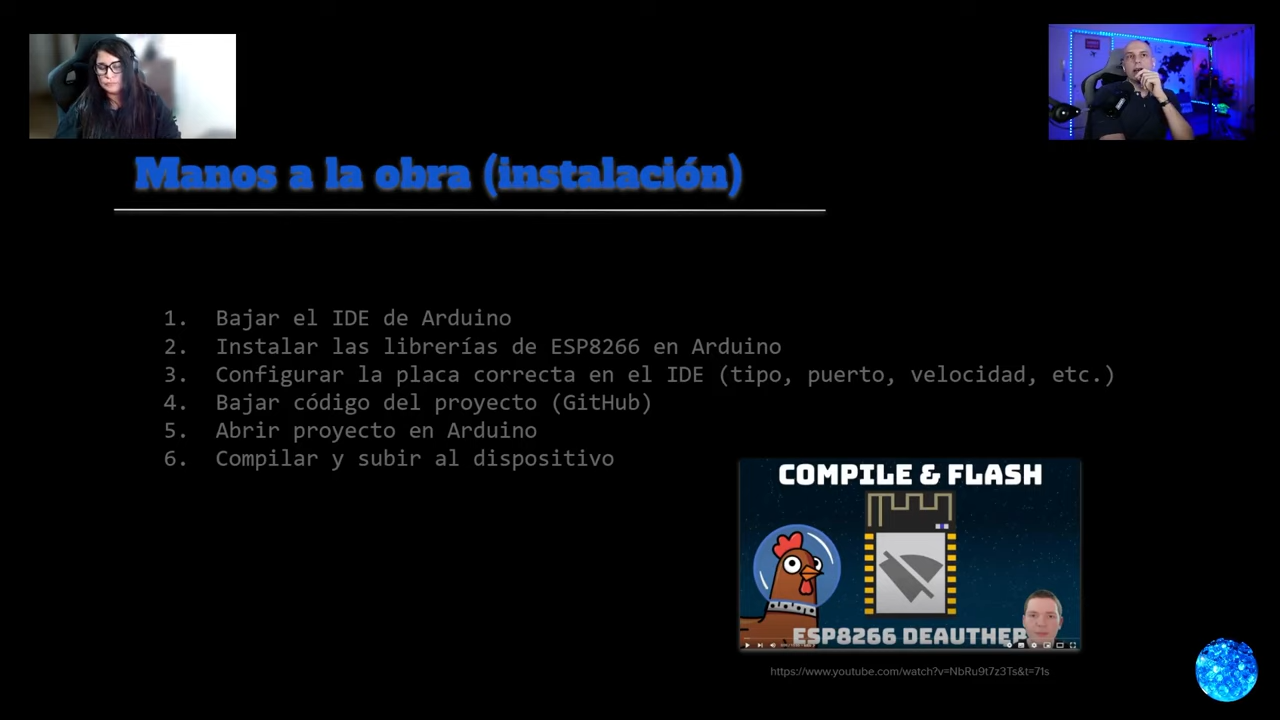 Manos a la obra (instalación)
1. Bajar el IDE de Arduino
2. Instalar las librerías de ESP8266 en Arduino
3. Configurar la placa correcta en el IDE (tipo, puerto, velocidad, etc.)
4. Bajar código del proyecto (GitHub)
5. Abrir proyecto en Arduino
6. Compilar y subir al dispositivo
COMPILE & FLASH
ESP8266 DEAUTHER
https://www.youtube.com/watch?v=NbRu9t7z3Ts&t=71s